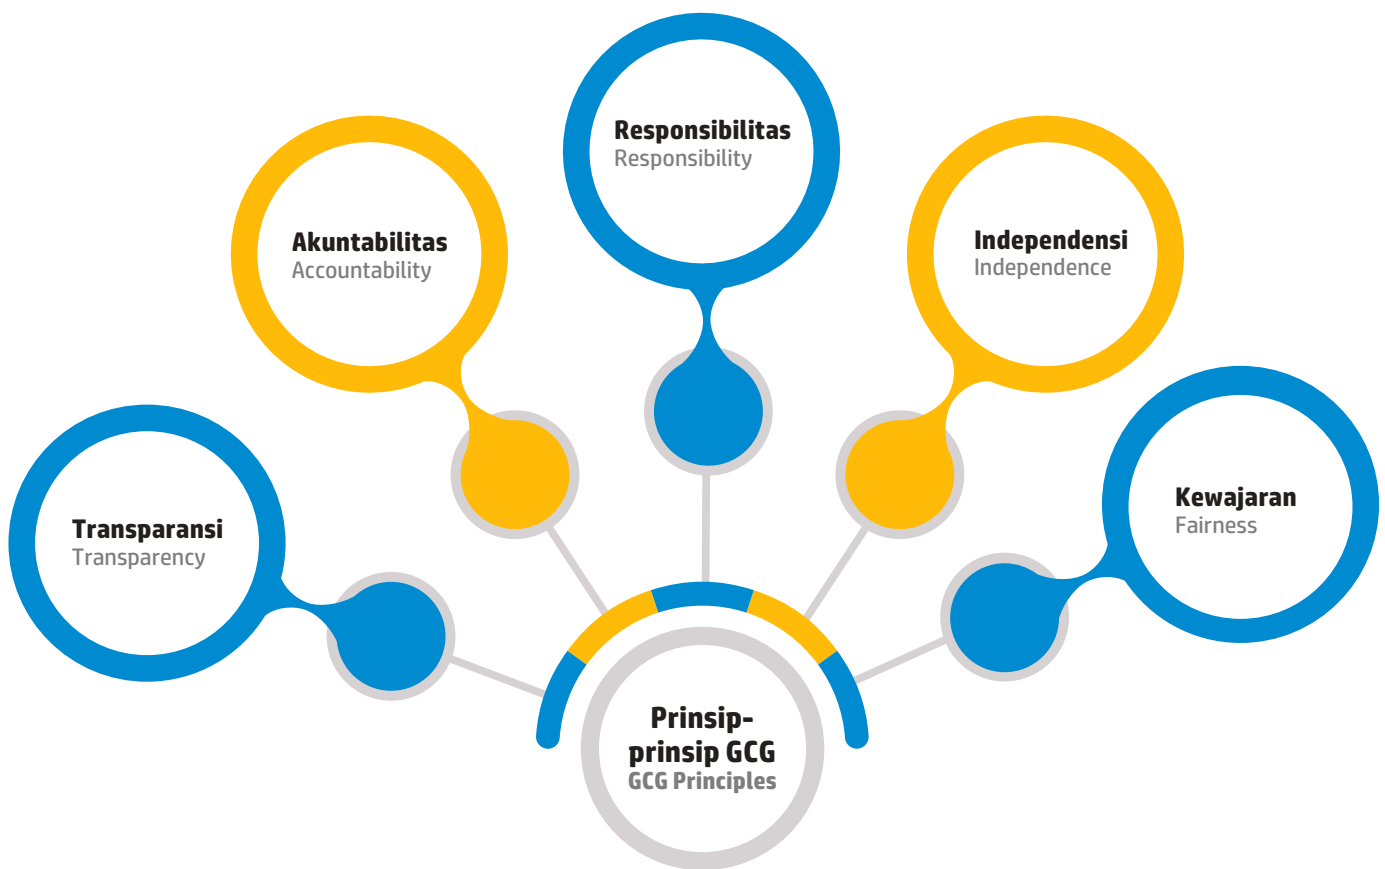 Responsibilitas
Responsibility
Akuntabilitas
Accountability
Independensi
Independence
Transparansi
Transparency
Kewajaran
Fairness
Prinsip-
prinsip GCG
GCG Principles